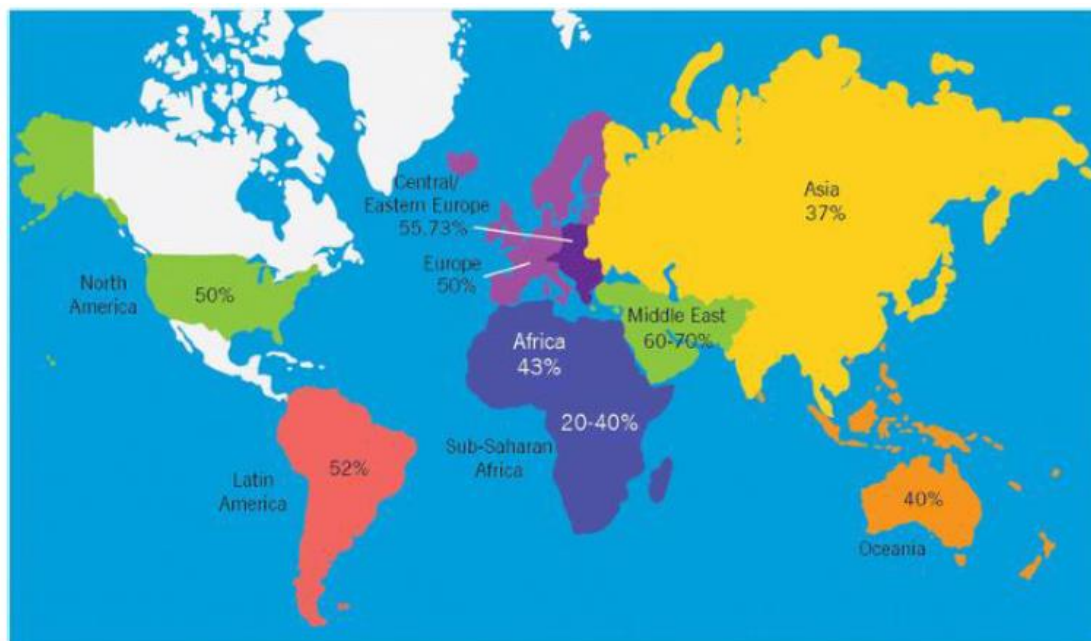 Central/
Eastern Europe
55.73%
Asia
37%
Europe
50%
North
America
50%
Middle East
60-70%
Africa
43%
20-40%
Sub-Saharan
Africa
Latin
America
52%
40%
Oceania